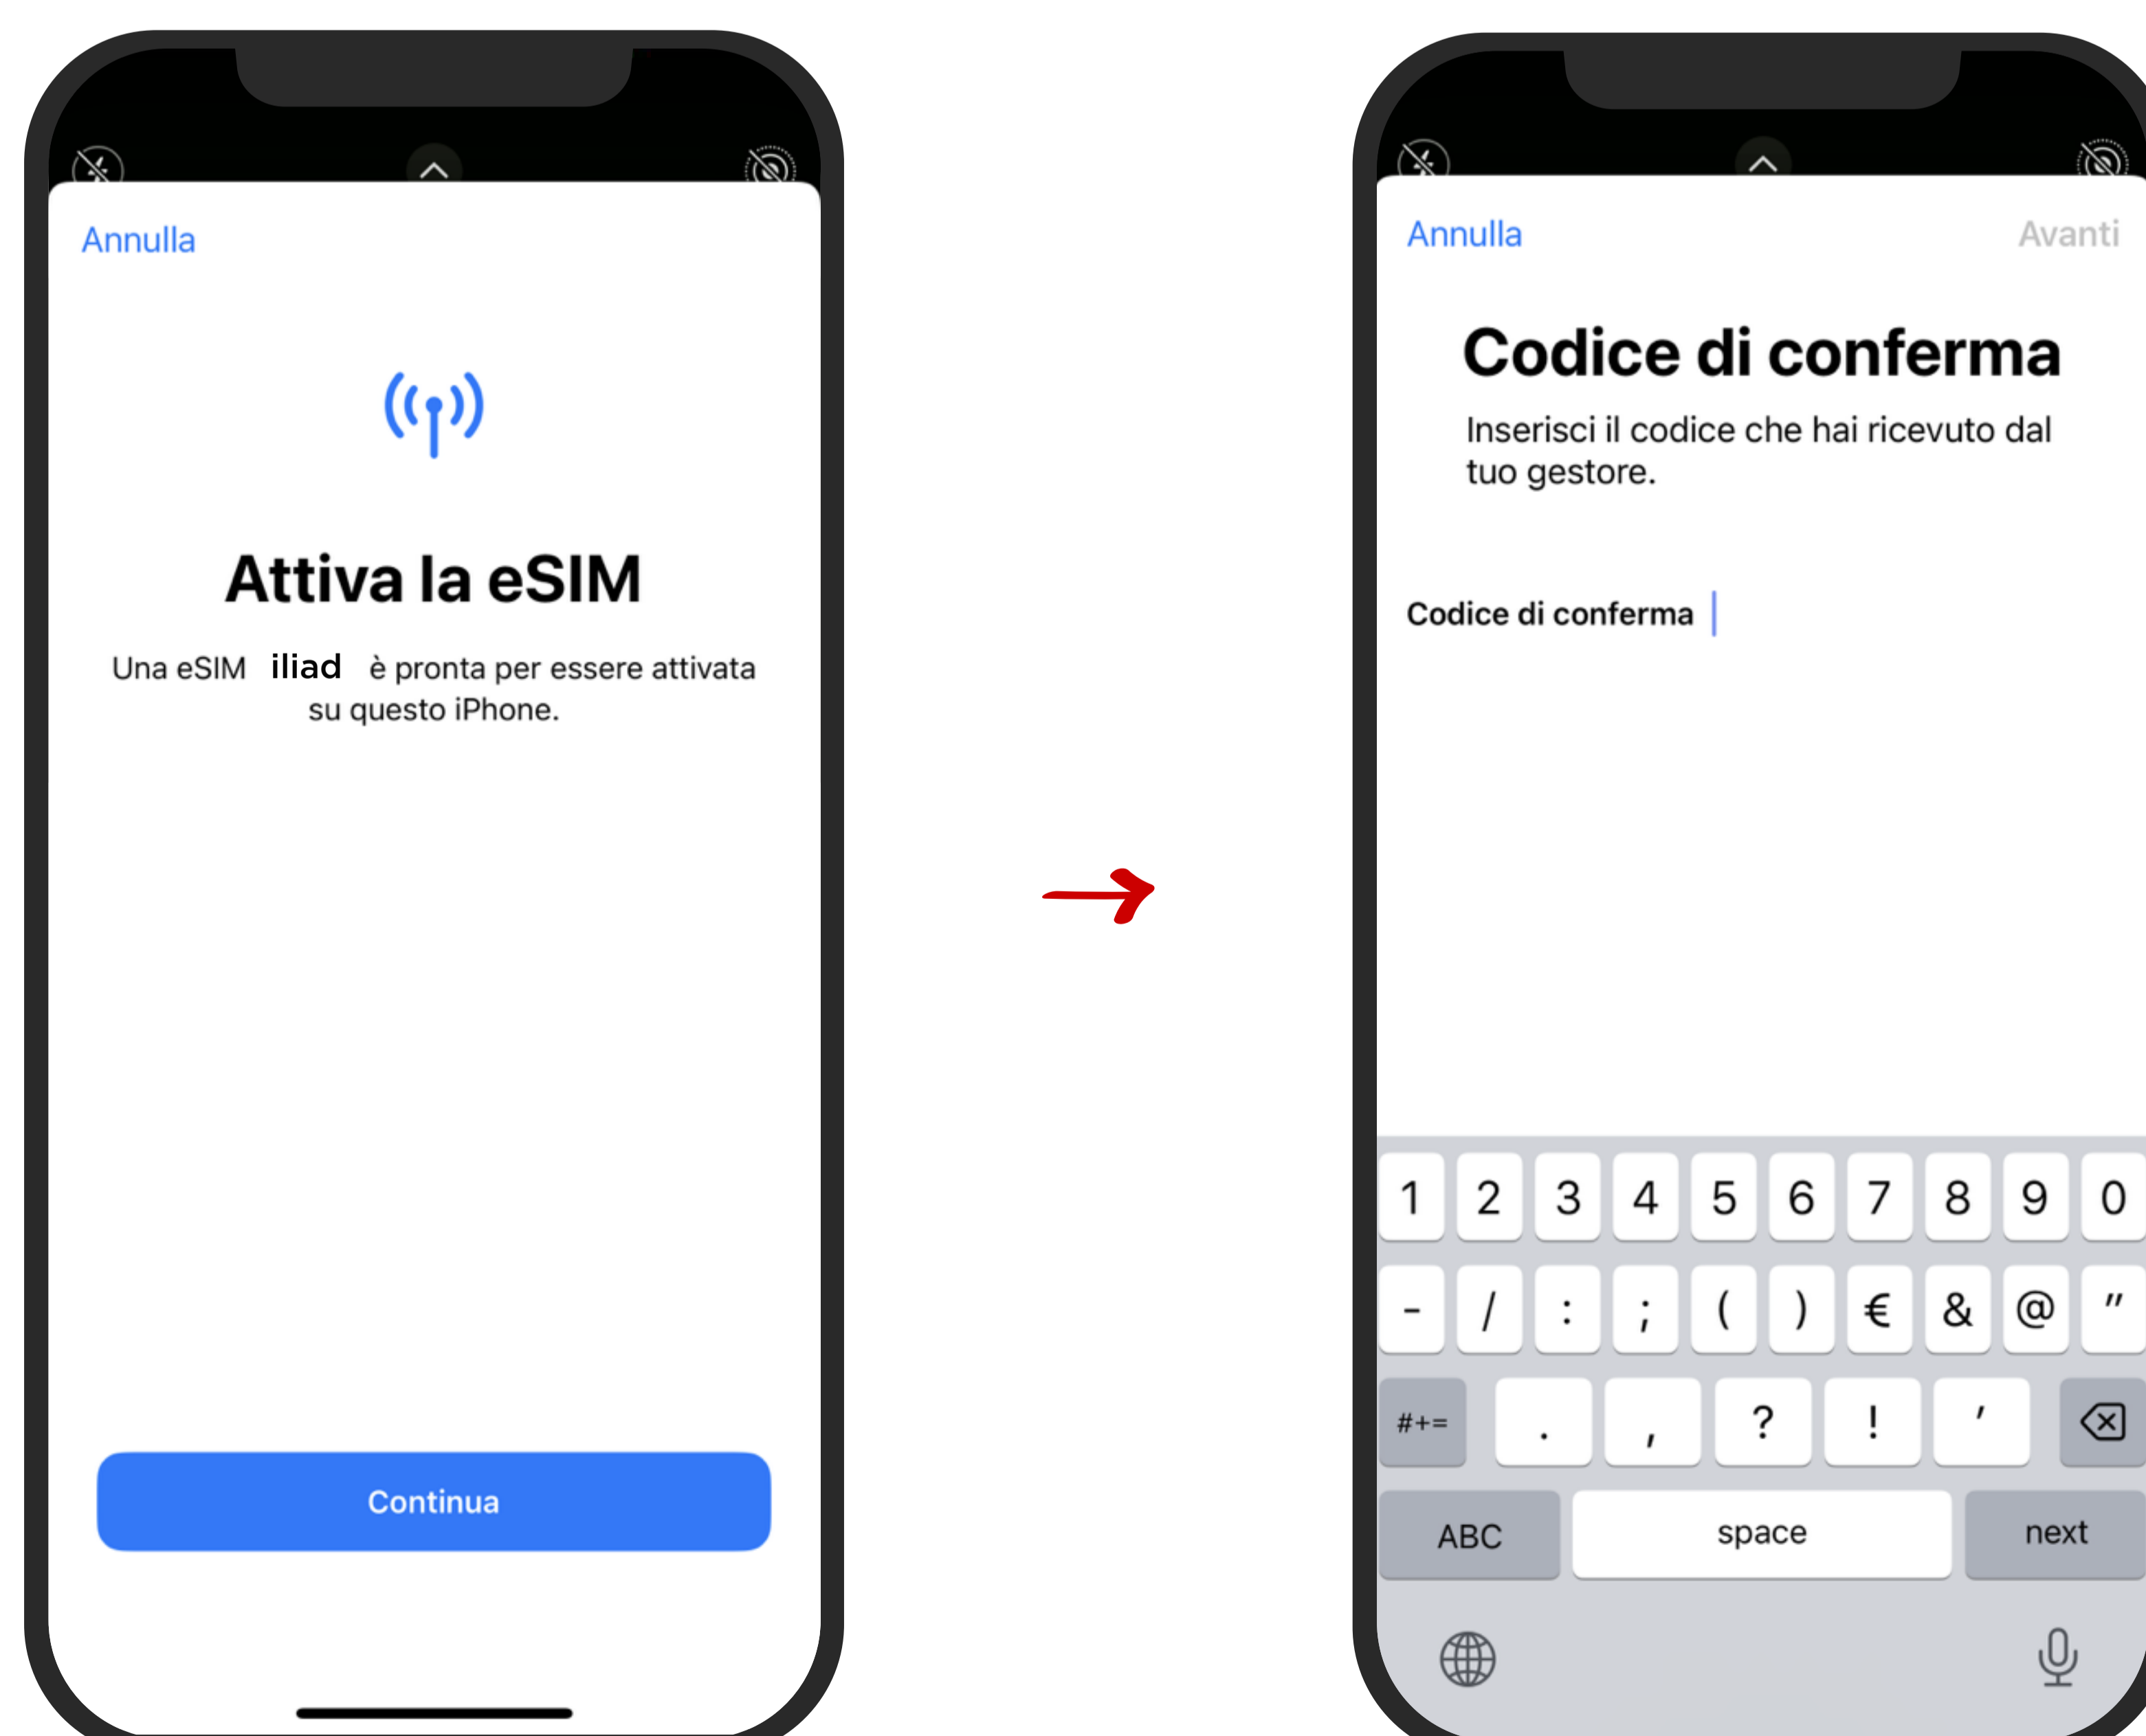 Annulla
Attiva la eSIM
Una eSIM iliad è pronta per essere attivata
su questo iPhone.
Continua
Annulla Avanti
Codice di conferma
Inserisci il codice che hai ricevuto dal
tuo gestore.
Codice di conferma
1 2 3 4 5 6 7 8 9 0
- / : ; ( ) € & @ "
#+= . , ? ! '
ABC space next